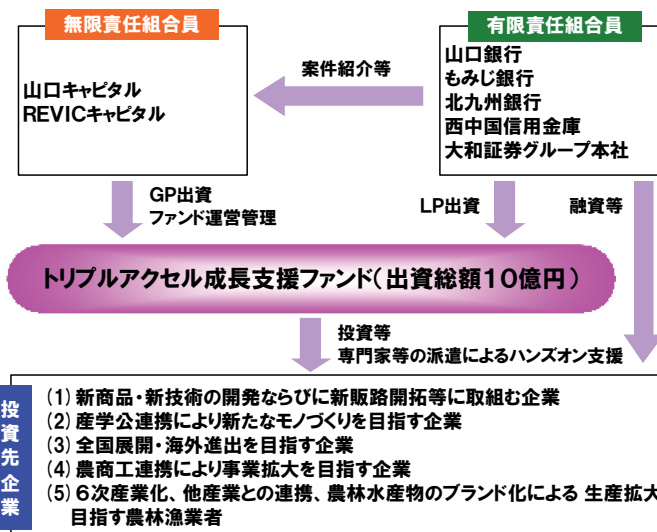 無限責任組合員
有限責任組合員
山口キャピタル
REVICキャピタル
案件紹介等
山口銀行
もみじ銀行
北九州銀行
西中国信用金庫
大和証券グループ本社
GP出資
ファンド運営管理
LP出資
融資等
トリプルアクセル成長支援ファンド（出資総額１０億円）
投資等
専門家等の派遣によるハンズオン支援
投資先企業
(1) 新商品・新技術の開発ならびに新販路開拓等に取組む企業
(2) 産学公連携により新たなモノづくりを目指す企業
(3) 全国展開・海外進出を目指す企業
(4) 農商工連携により事業拡大を目指す企業
(5) ６次産業化、他産業との連携、農林水産物のブランド化による 生産拡大
目指す農林漁業者